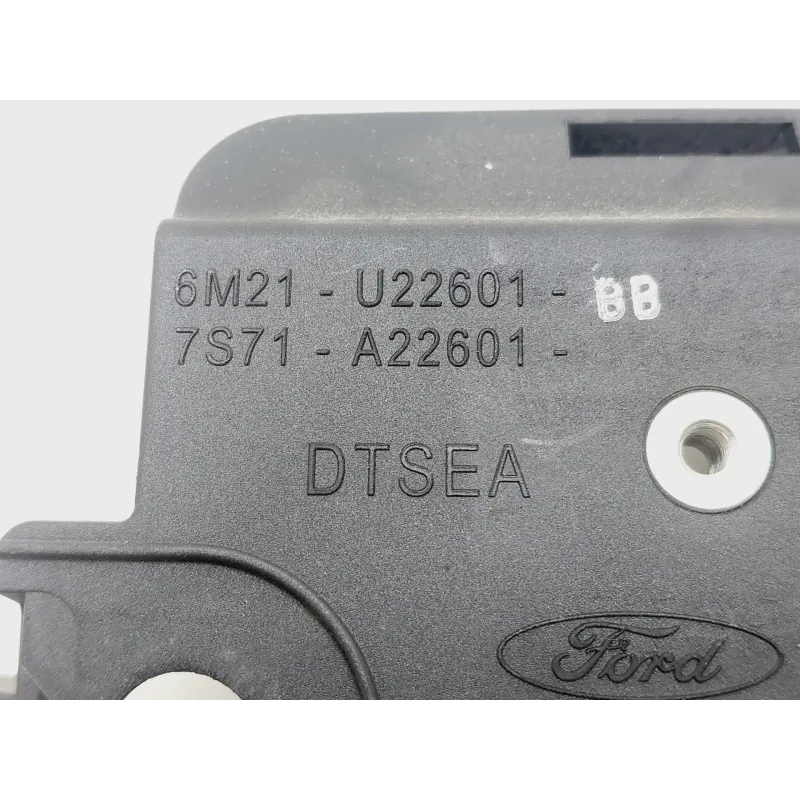 6M21 - U22601 - BB
7S71 - A22601 -
DTSEA
Ford